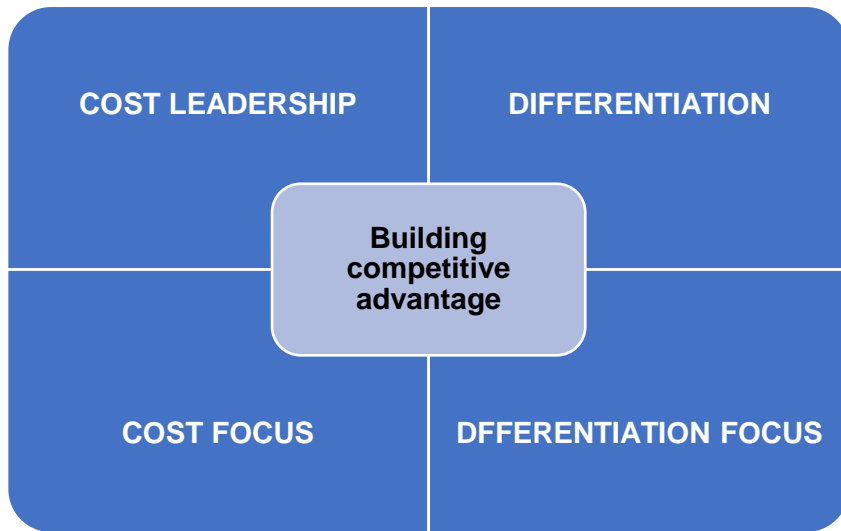 COST LEADERSHIP
DIFFERENTIATION
Building
competitive
advantage
COST FOCUS
DFFERENTIATION FOCUS